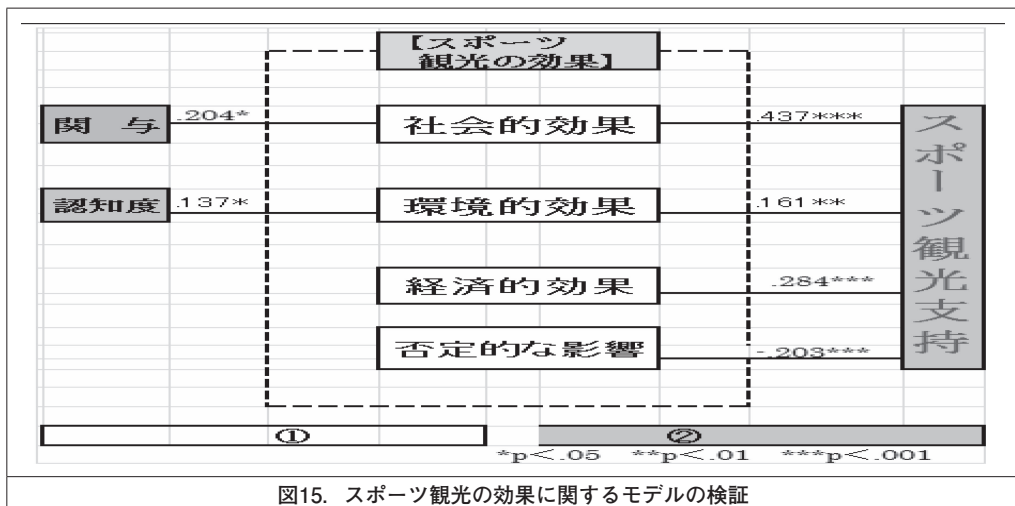 【スポーツ
観光の効果】
関 与
.204*
社会的効果
.437***
認知度
.137*
環境的効果
.161**
経済的効果
.284***
否定的な影響
-.203***
スポーツ観光支持
①
②
*p<.05 **p<.01 ***p<.001
図15. スポーツ観光の効果に関するモデルの検証